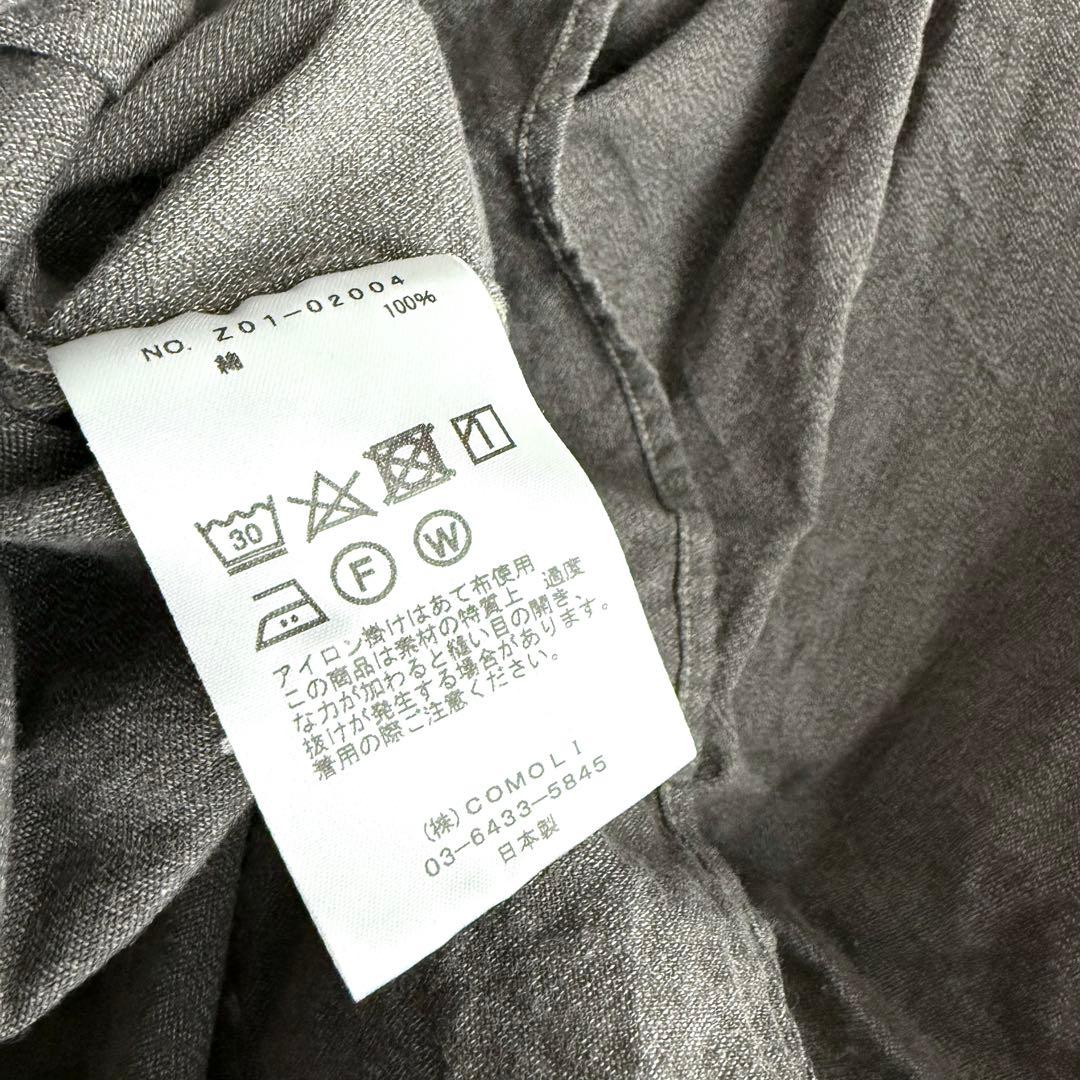 NO. Z01-02004
綿 100%
30
F W
アイロン掛けはあて布使用
この商品は素材の特質上、過度
な力が加わると縫い目の開き、
抜けが発生する場合があります。
着用の際ご注意ください。
(株)COMOLI
03-6433-5845
日本製